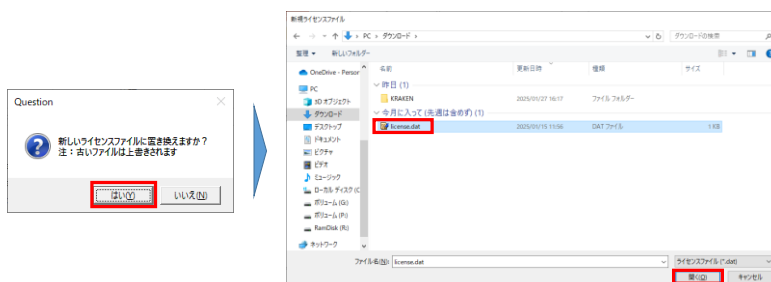 Question
新しいライセンスファイルに置き換えますか？
注：古いファイルは上書きされます
はい(Y)
いいえ(N)
新規ライセンスファイル
PC > ダウンロード >
ダウンロードの検索
整理
新しいフォルダー
OneDrive - Person
PC
3D オブジェクト
ダウンロード
デスクトップ
ドキュメント
ピクチャ
ビデオ
ミュージック
ローカル ディスク (C
ボリューム (G:)
ボリューム (P:)
RamDisk (R:)
ネットワーク
名前 更新日時 種類 サイズ
昨日 (1)
KRAKEN 2025/01/27 16:17 ファイル フォルダー
今月に入って (先週は含めず) (1)
license.dat 2025/01/15 11:56 DAT ファイル 1 KB
ファイル名(N): license.dat
ライセンスファイル (*.dat)
開く(O)
キャンセル